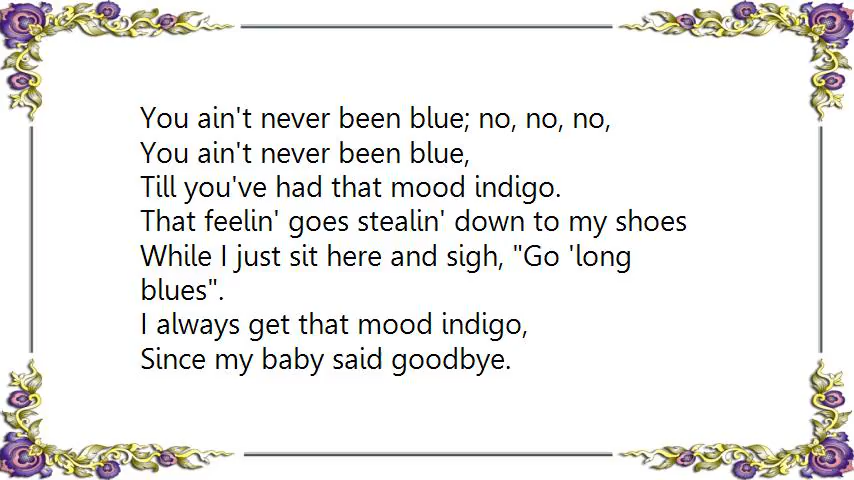 You ain't never been blue; no, no, no,
You ain't never been blue,
Till you've had that mood indigo.
That feelin' goes stealin' down to my shoes
While I just sit here and sigh, "Go 'long
blues".
I always get that mood indigo,
Since my baby said goodbye.